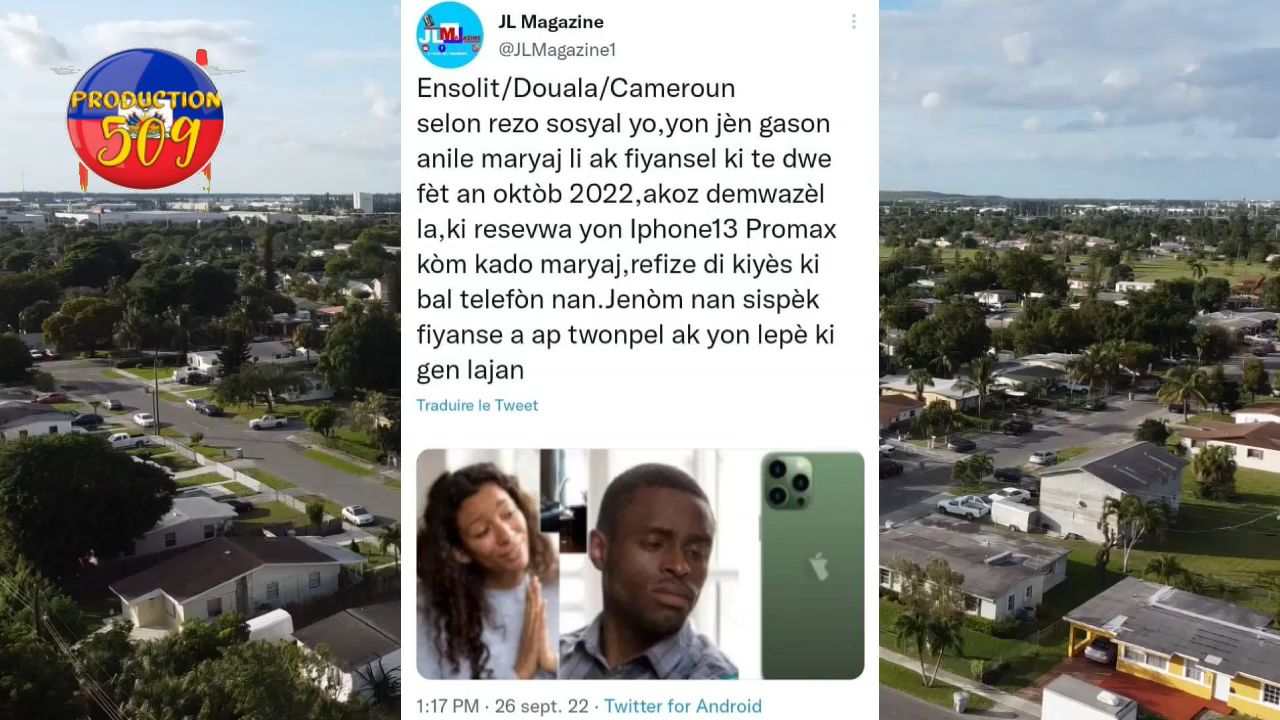 PRODUCTION
509
JL Magazine
@JLMagazine1
Ensolit/Douala/Cameroun
selon rezo sosyal yo,yon jèn gason
anile maryaj li ak fiyansel ki te dwe
fèt an oktòb 2022,akoz demwazèl
la,ki resevwa yon Iphone13 Promax
kòm kado maryaj,refize di kiyès ki
bal telefòn nan.Jenòm nan sispèk
fiyanse a ap twonpel ak yon lepè ki
gen lajan
Traduire le Tweet
1:17 PM · 26 sept. 22 · Twitter for Android